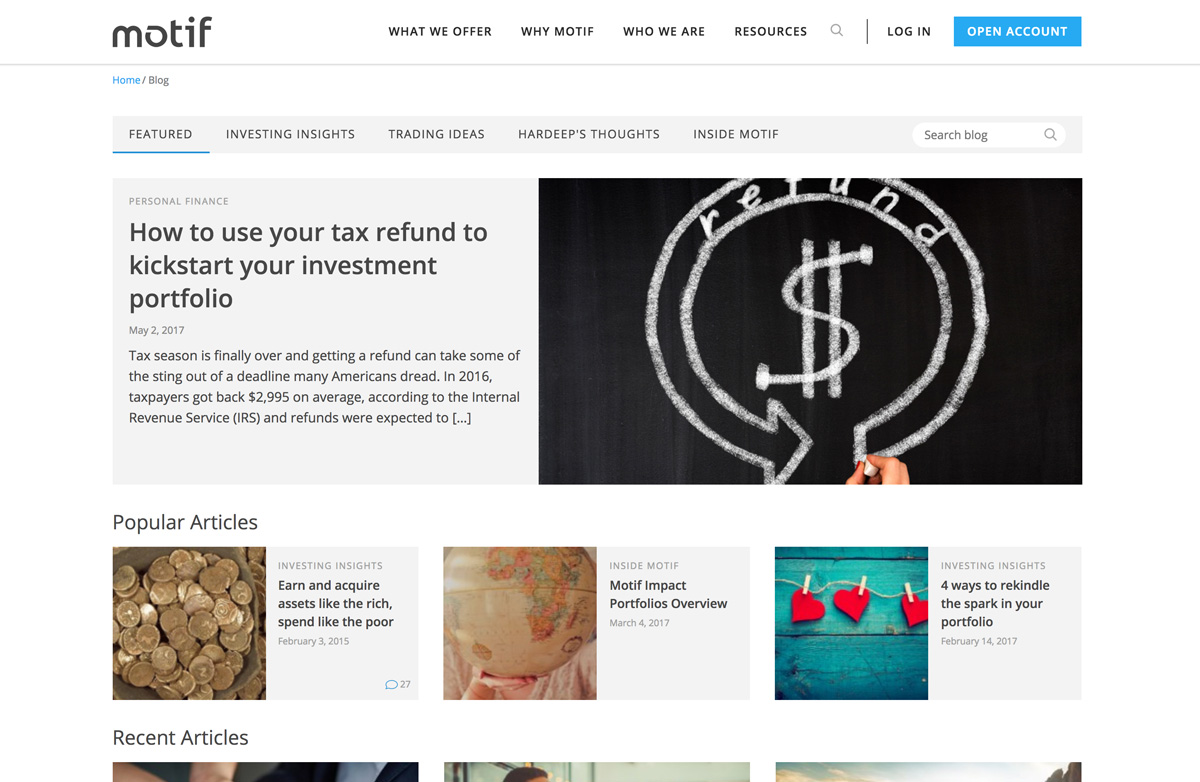 motif
WHAT WE OFFER
WHY MOTIF
WHO WE ARE
RESOURCES
LOG IN
OPEN ACCOUNT
Home / Blog
FEATURED
INVESTING INSIGHTS
TRADING IDEAS
HARDEEP'S THOUGHTS
INSIDE MOTIF
Search blog
PERSONAL FINANCE
How to use your tax refund to
kickstart your investment
portfolio
May 2, 2017
Tax season is finally over and getting a refund can take some of
the sting out of a deadline many Americans dread. In 2016,
taxpayers got back $2,995 on average, according to the Internal
Revenue Service (IRS) and refunds were expected to [...]
refund
$
Popular Articles
INVESTING INSIGHTS
Earn and acquire
assets like the rich,
spend like the poor
February 3, 2015
27
INSIDE MOTIF
Motif Impact
Portfolios Overview
March 4, 2017
INVESTING INSIGHTS
4 ways to rekindle
the spark in your
portfolio
February 14, 2017
Recent Articles